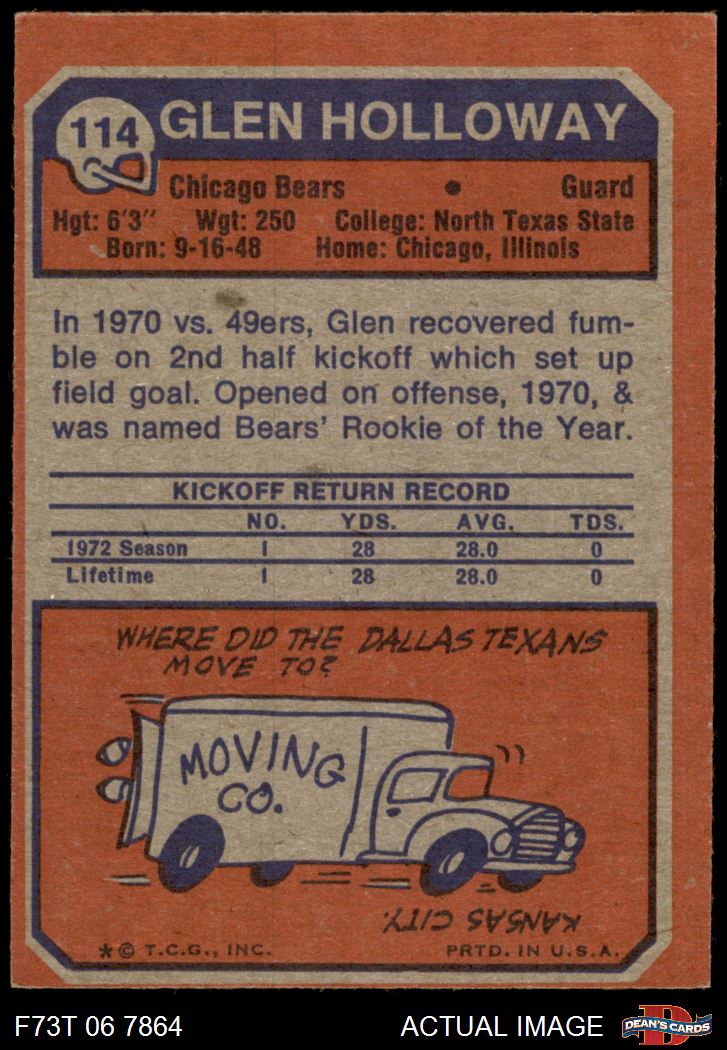 114 GLEN HOLLOWAY
Chicago Bears • Guard
Hgt: 6'3" Wgt: 250 College: North Texas State
Born: 9-16-48 Home: Chicago, Illinois
In 1970 vs. 49ers, Glen recovered fum-
ble on 2nd half kickoff which set up
field goal. Opened on offense, 1970, &
was named Bears' Rookie of the Year.
KICKOFF RETURN RECORD
NO. YDS. AVG. TDS.
1972 Season 1 28 28.0 0
Lifetime 1 28 28.0 0
WHERE DID THE DALLAS TEXANS
MOVE TO?
MOVING
CO.
KANSAS CITY.
* © T.C.G., INC. PRTD. IN U.S.A.
F73T 06 7864 ACTUAL IMAGE
D
DEAN'S CARDS